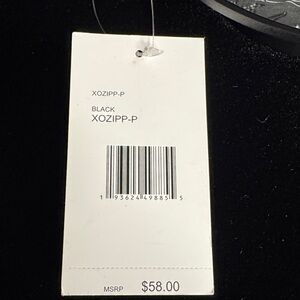 XOZIPP-P
BLACK
XOZIPP-P
1 93624 49885 5
MSRP $58.00